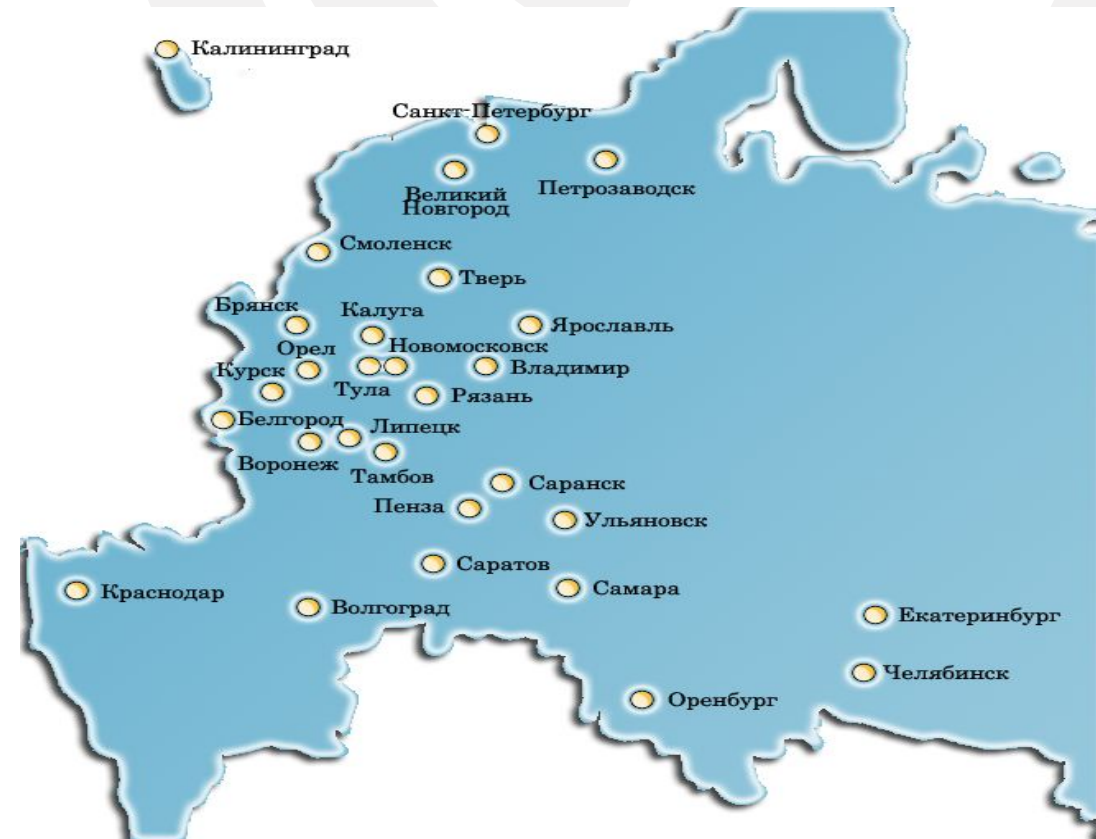 Калининград
Санкт-Петербург
Великий
Новгород
Петрозаводск
Смоленск
Тверь
Брянск
Калуга
Ярославль
Орел
Новомосковск
Курск
Тула
Владимир
Рязань
Белгород
Липецк
Воронеж
Тамбов
Саранск
Пенза
Ульяновск
Саратов
Самара
Краснодар
Волгоград
Екатеринбург
Челябинск
Оренбург